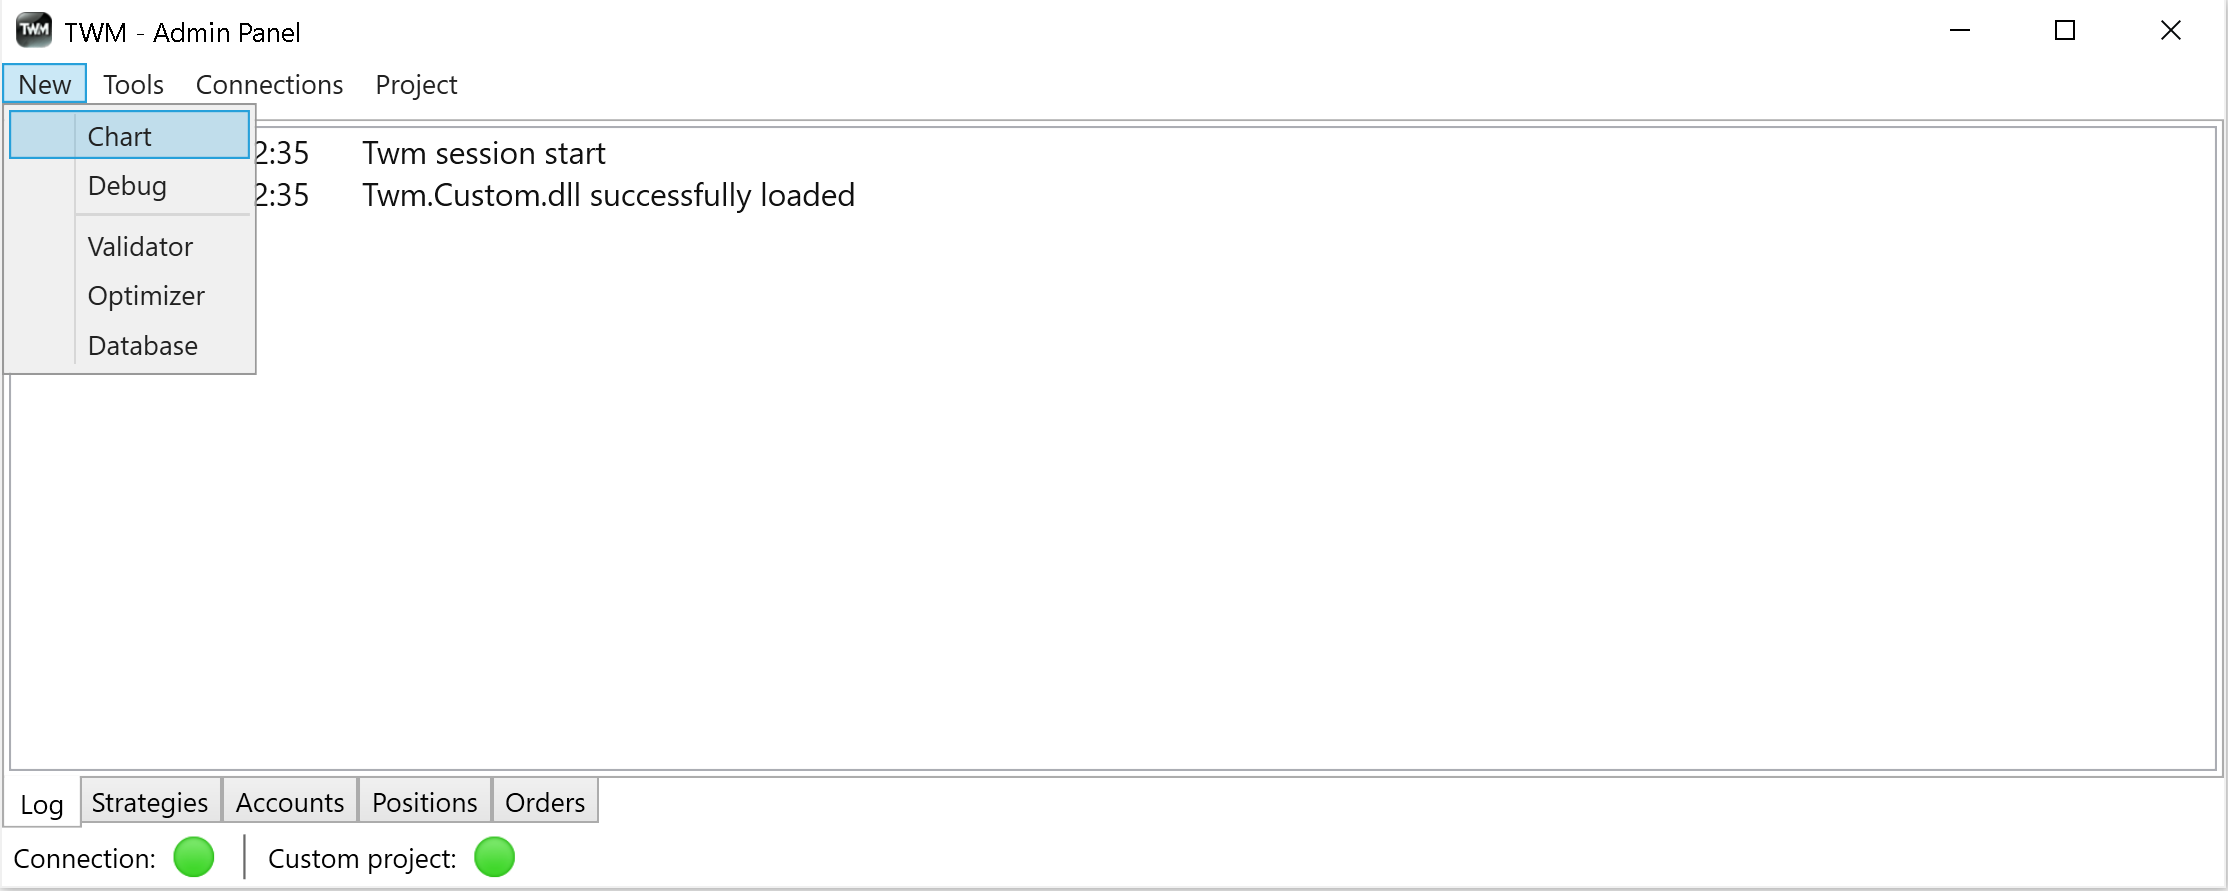 TWM
TWM - Admin Panel
New Tools Connections Project
Chart
Debug
Validator
Optimizer
Database
2:35 Twm session start
2:35 Twm.Custom.dll successfully loaded
Log Strategies Accounts Positions Orders
Connection: Custom project: